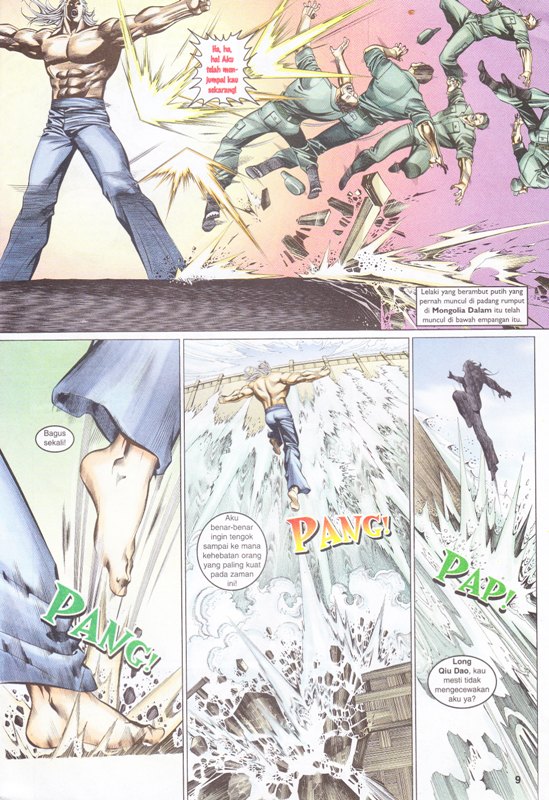 Ha, ha,
ha! Aku
telah men-
jumpai kau
sekarang!
Lelaki yang berambut putih yang
pernah muncul di padang rumput
di Mongolia Dalam itu telah
muncul di bawah empangan itu.
Bagus
sekali!
PANG!
Aku
benar-benar
ingin tengok
sampai ke mana
kehebatan orang
yang paling kuat
pada zaman
ini!
PANG!
PAP!
Long
Qiu Dao, kau
mesti tidak
mengecewakan
aku ya?
9